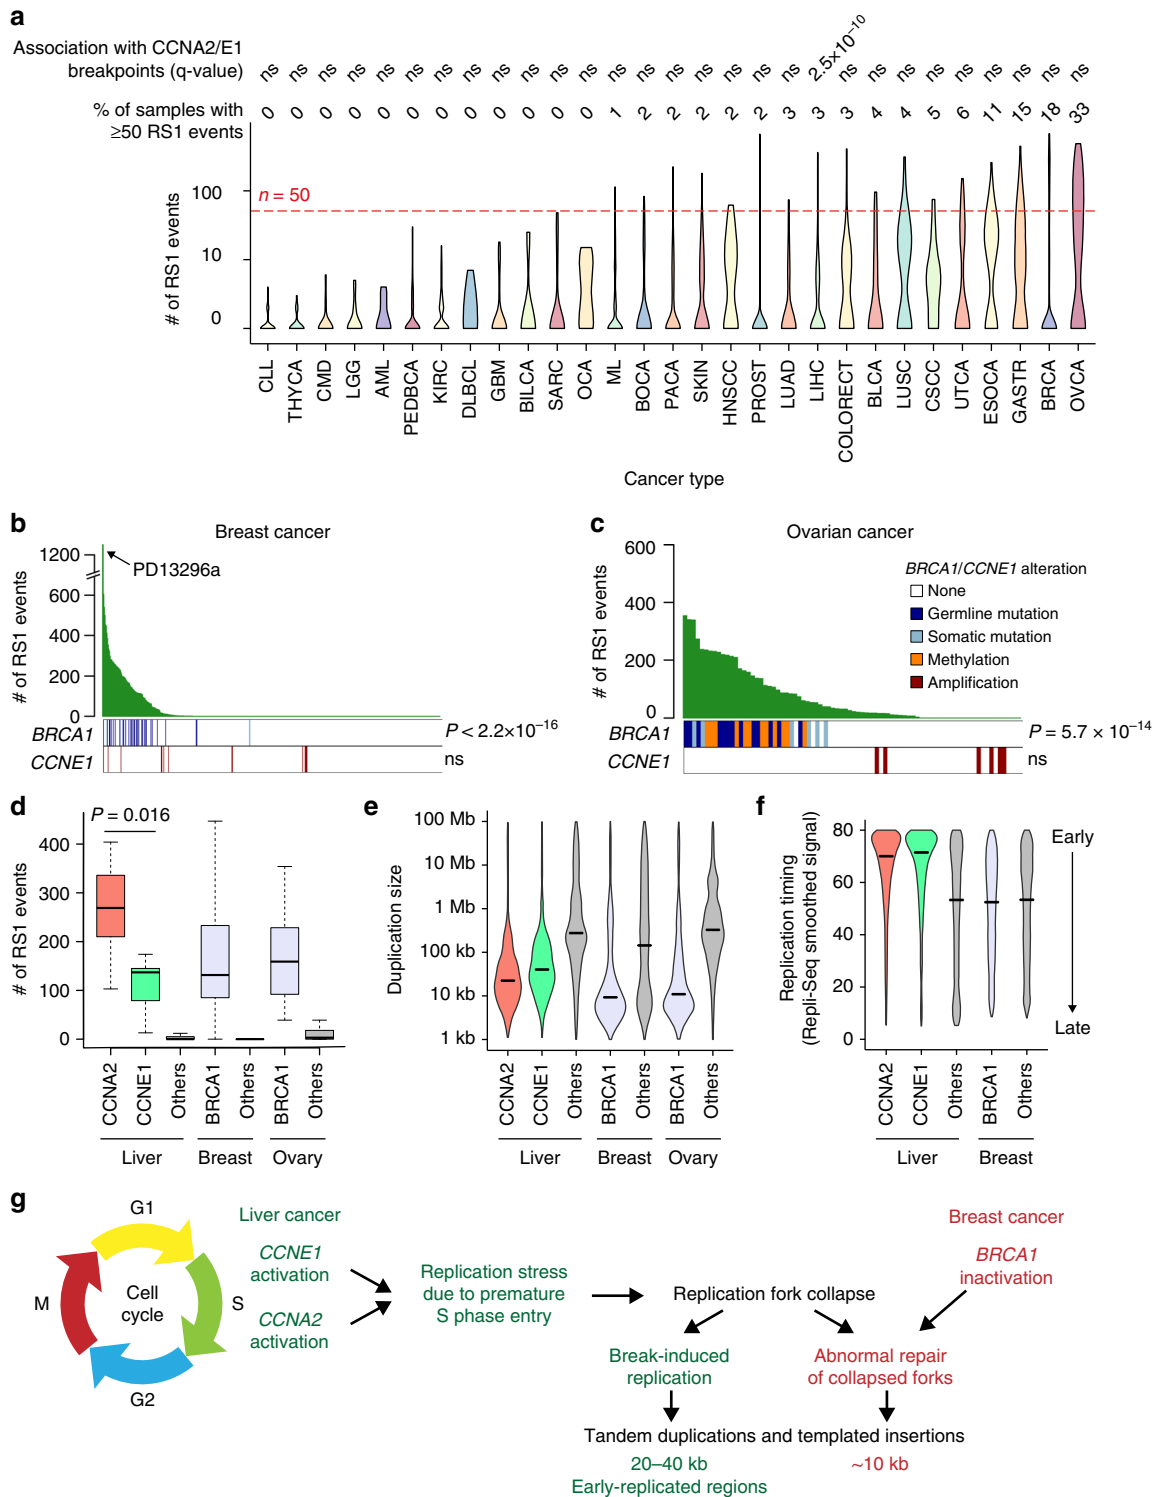 a
Association with CCNA2/E1
breakpoints (q-value)
ns ns ns ns ns ns ns ns ns ns ns ns ns ns ns ns ns ns ns 2.5×10−10 ns ns ns ns ns ns ns ns ns
% of samples with
≥50 RS1 events
0 0 0 0 0 0 0 0 0 0 0 0 1 2 2 2 2 2 3 3 3 4 4 5 6 11 15 18 33
# of RS1 events
100
10
0
n = 50
CLL THYCA CMD LGG AML PEDBCA KIRC DLBCL GBM BILCA SARC OCA ML BOCA PACA SKIN HNSCC PROST LUAD LIHC COLORECT BLCA LUSC CSCC UTCA ESOCA GASTR BRCA OVCA
Cancer type
b
Breast cancer
# of RS1 events
1200
600
400
200
0
PD13296a
BRCA1
P < 2.2×10−16
CCNE1
ns
c
Ovarian cancer
# of RS1 events
600
400
200
0
BRCA1/CCNE1 alteration
None
Germline mutation
Somatic mutation
Methylation
Amplification
BRCA1
P = 5.7 × 10−14
CCNE1
ns
d
P = 0.016
# of RS1 events
400
300
200
100
0
CCNA2 CCNE1 Others BRCA1 Others BRCA1 Others
Liver Breast Ovary
e
Duplication size
100 Mb
10 Mb
1 Mb
100 kb
10 kb
1 kb
CCNA2 CCNE1 Others BRCA1 Others BRCA1 Others
Liver Breast Ovary
f
Replication timing
(Repli-Seq smoothed signal)
80
60
40
20
0
Early
Late
CCNA2 CCNE1 Others BRCA1 Others
Liver Breast
g
G1
S
G2
M
Cell
cycle
Liver cancer
CCNE1
activation
CCNA2
activation
Replication stress
due to premature
S phase entry
Replication fork collapse
Breast cancer
BRCA1
inactivation
Break-induced
replication
Abnormal repair
of collapsed forks
Tandem duplications and templated insertions
20–40 kb
Early-replicated regions
~10 kb